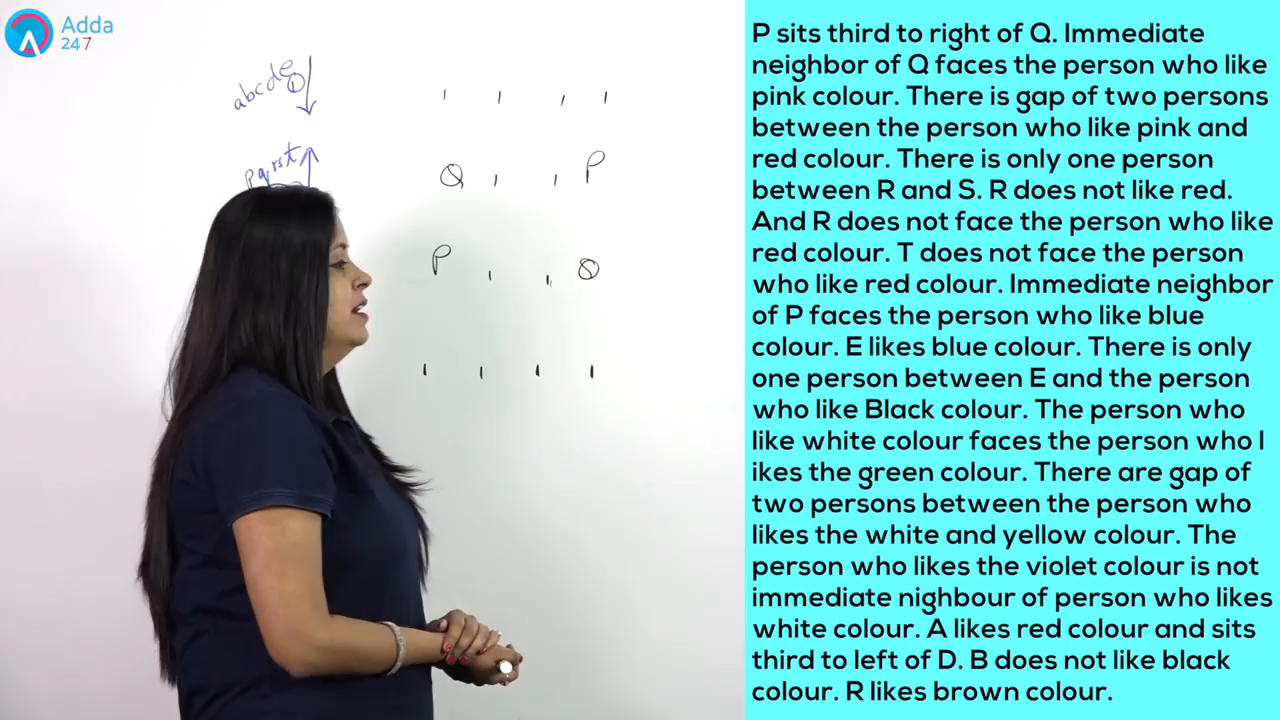 Adda
247
abcde
pqrst
Q P
P Q
P sits third to right of Q. Immediate
neighbor of Q faces the person who like
pink colour. There is gap of two persons
between the person who like pink and
red colour. There is only one person
between R and S. R does not like red.
And R does not face the person who like
red colour. T does not face the person
who like red colour. Immediate neighbor
of P faces the person who like blue
colour. E likes blue colour. There is only
one person between E and the person
who like Black colour. The person who
like white colour faces the person who l
ikes the green colour. There are gap of
two persons between the person who
likes the white and yellow colour. The
person who likes the violet colour is not
immediate nighbour of person who likes
white colour. A likes red colour and sits
third to left of D. B does not like black
colour. R likes brown colour.